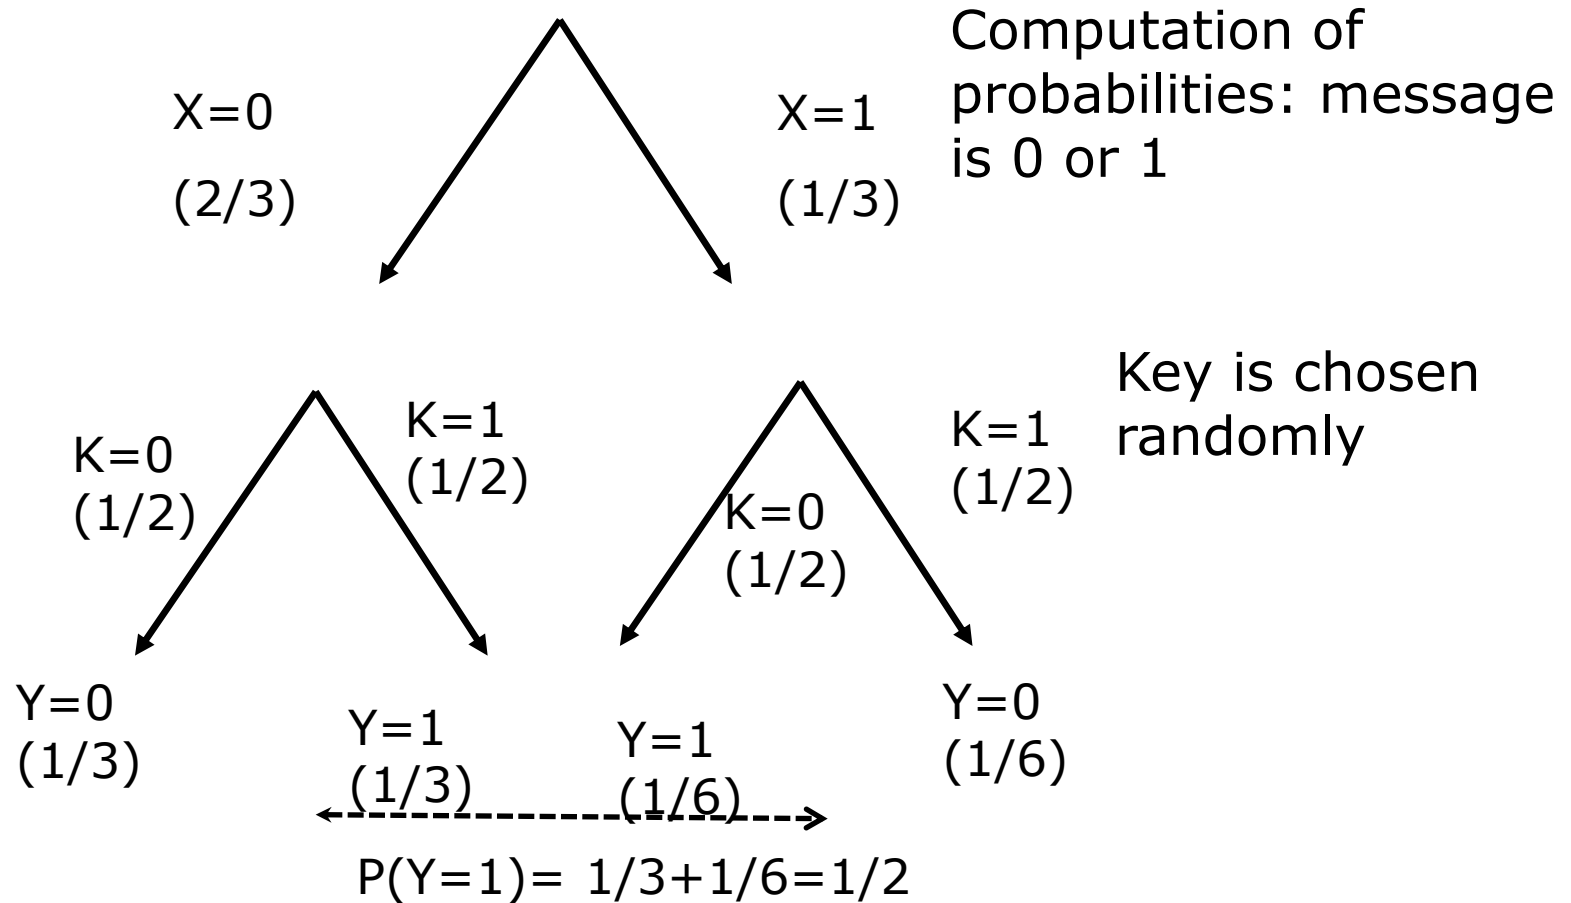 Computation of
probabilities: message
is 0 or 1
X=0
(2/3)
X=1
(1/3)
Key is chosen
randomly
K=0
(1/2)
K=1
(1/2)
K=0
(1/2)
K=1
(1/2)
Y=0
(1/3)
Y=1
(1/3)
Y=1
(1/6)
Y=0
(1/6)
P(Y=1)= 1/3+1/6=1/2